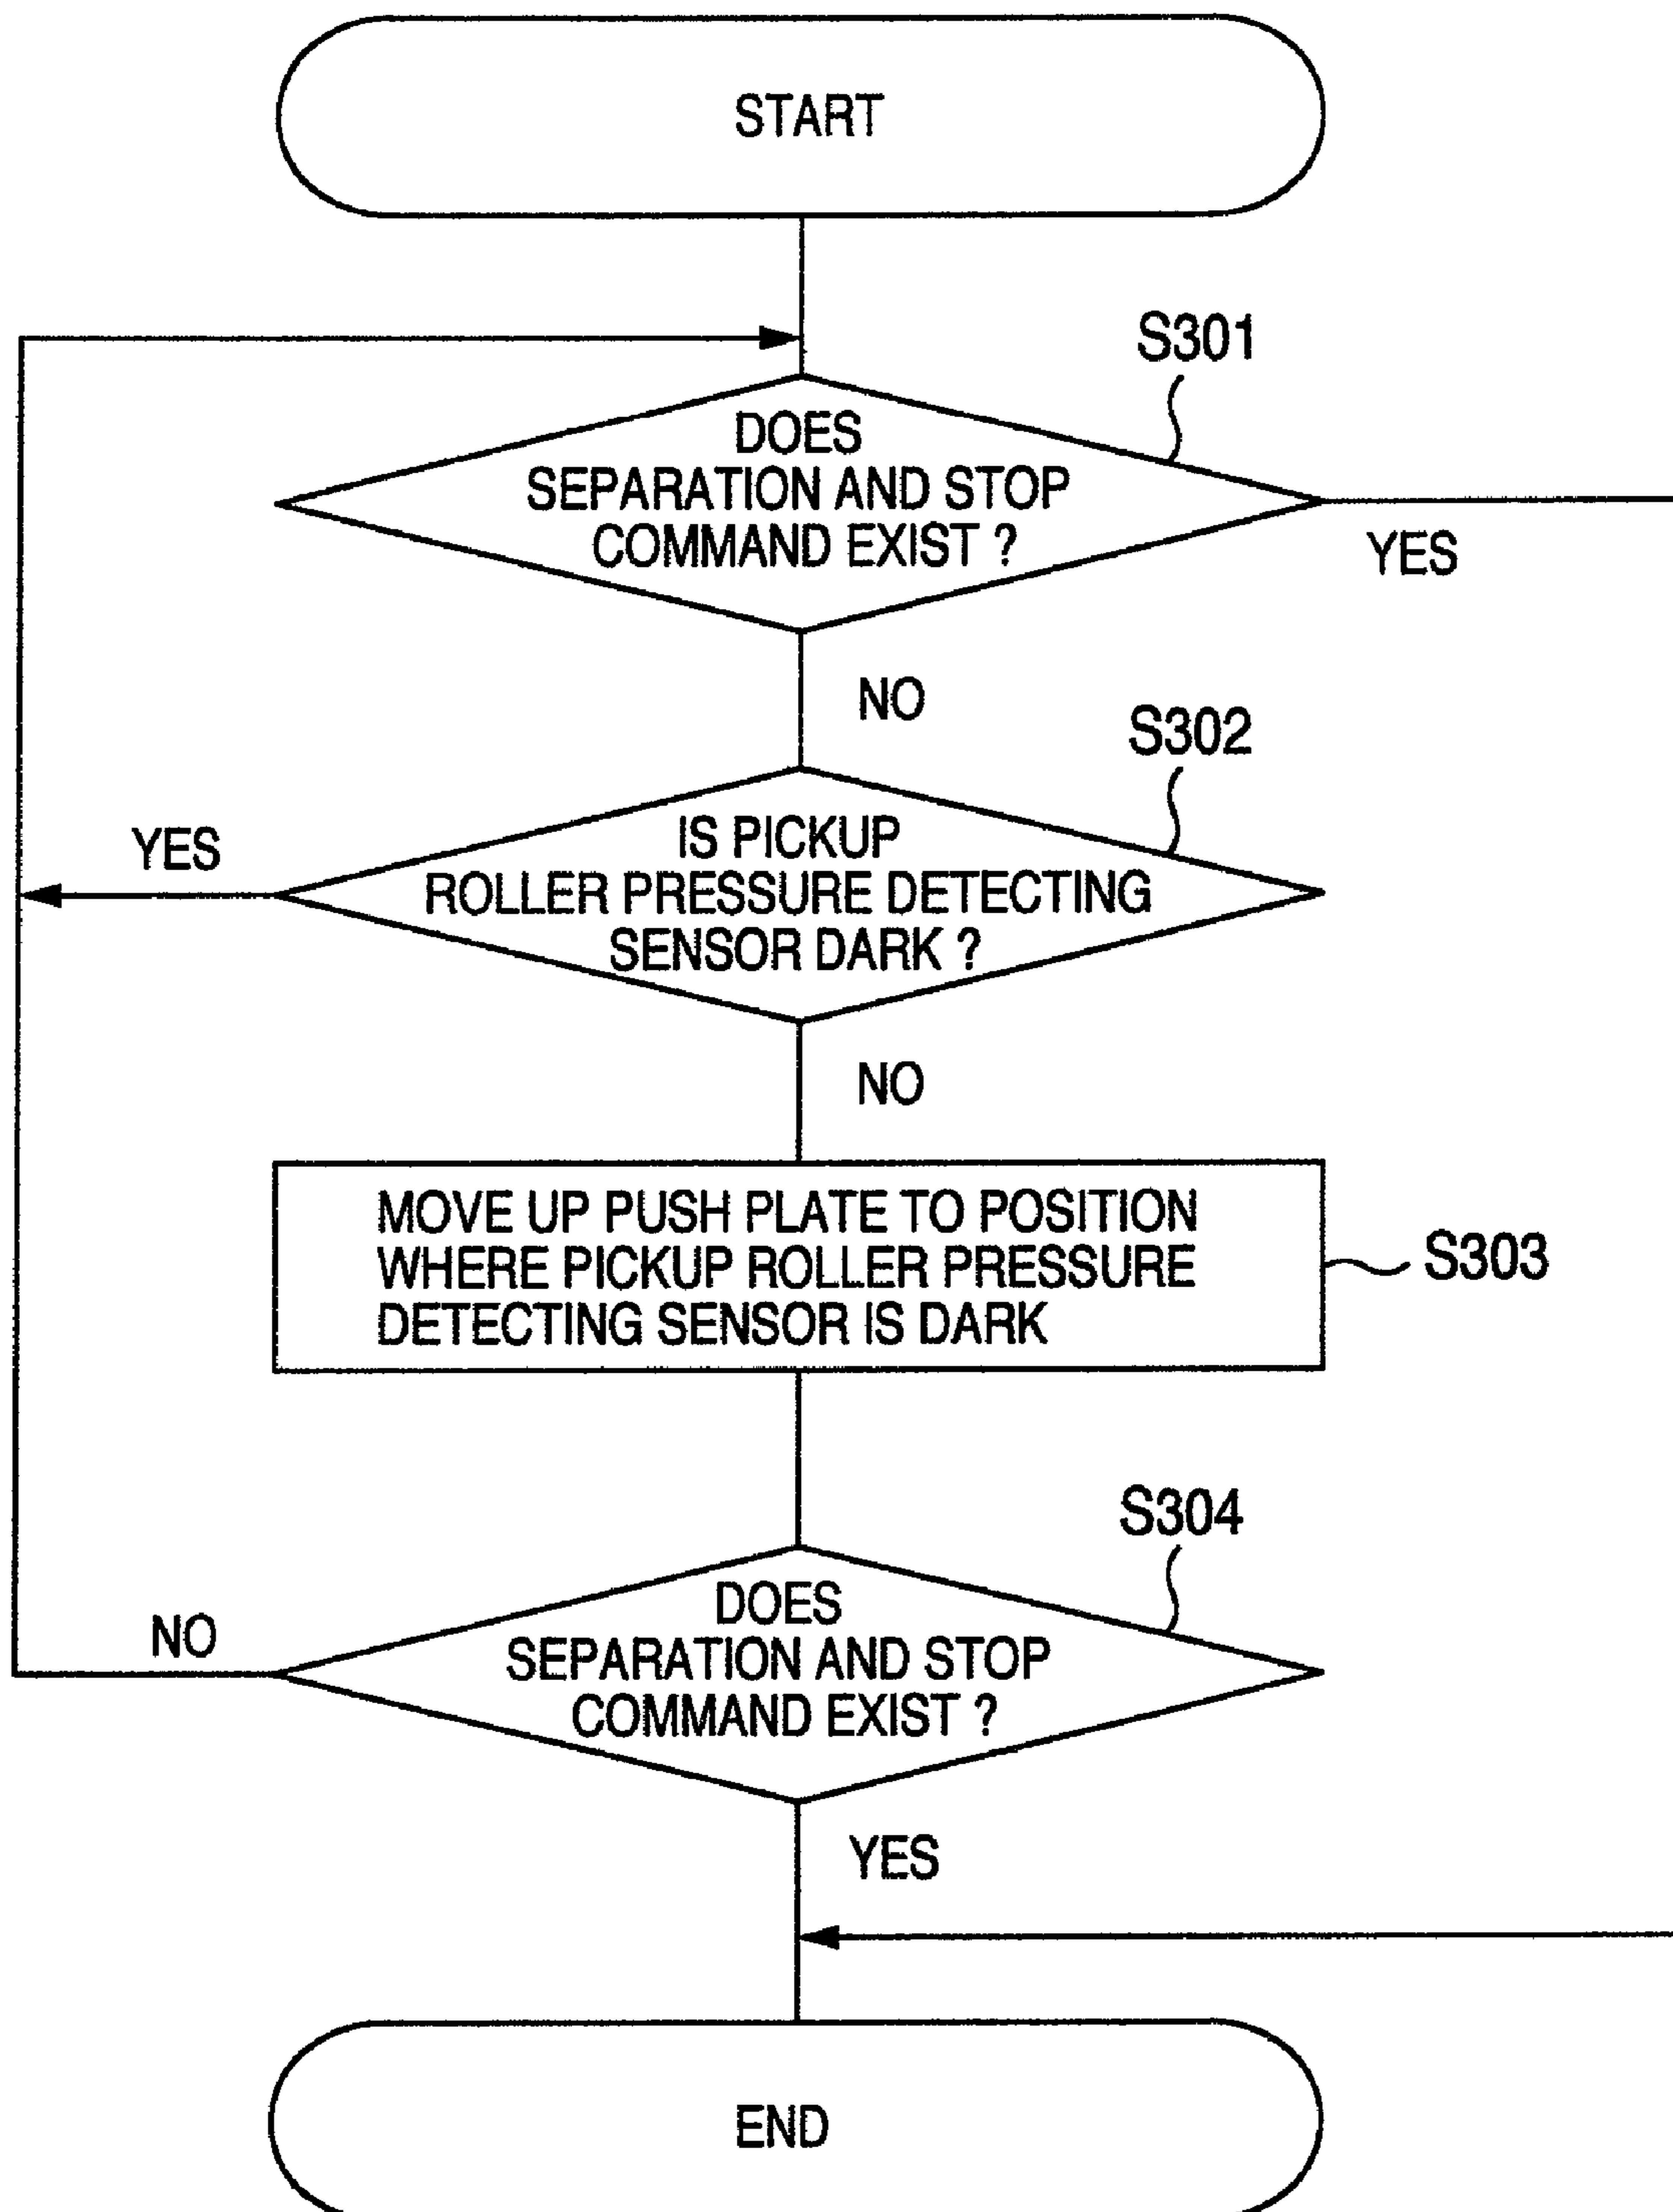 START
S301
DOES
SEPARATION AND STOP
COMMAND EXIST ?
YES
NO
S302
IS PICKUP
ROLLER PRESSURE DETECTING
SENSOR DARK ?
YES
NO
MOVE UP PUSH PLATE TO POSITION
WHERE PICKUP ROLLER PRESSURE
DETECTING SENSOR IS DARK
S303
S304
DOES
SEPARATION AND STOP
COMMAND EXIST ?
NO
YES
END